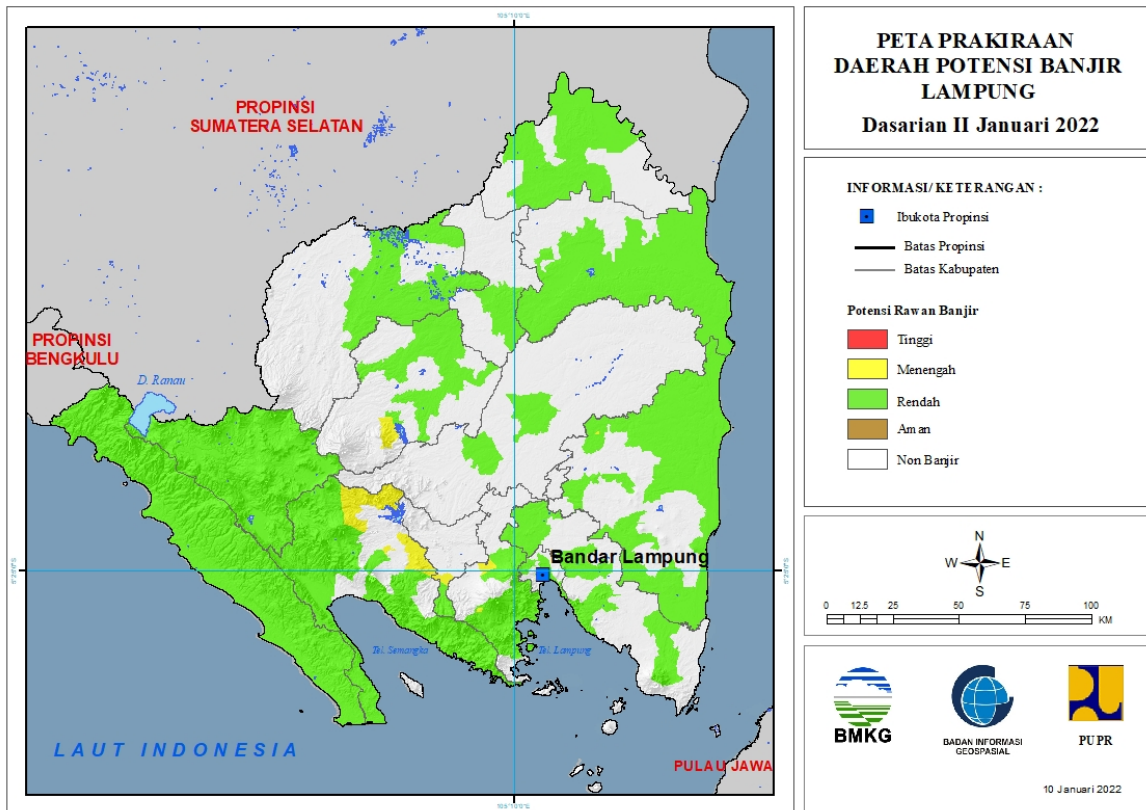 PETA PRAKIRAAN
DAERAH POTENSI BANJIR
LAMPUNG
Dasarian II Januari 2022
INFORMASI/ KETERANGAN :
Ibukota Propinsi
Batas Propinsi
Batas Kabupaten
Potensi Rawan Banjir
Tinggi
Menengah
Rendah
Aman
Non Banjir
N
W E
S
0 12.5 25 50 75 100
KM
BMKG
BADAN INFORMASI
GEOSPASIAL
PUPR
10 Januari 2022
PROPINSI
SUMATERA SELATAN
PROPINSI
BENGKULU
D. Ranau
Bandar Lampung
Tel. Semangka
Tel. Lampung
LAUT INDONESIA
PULAU JAWA